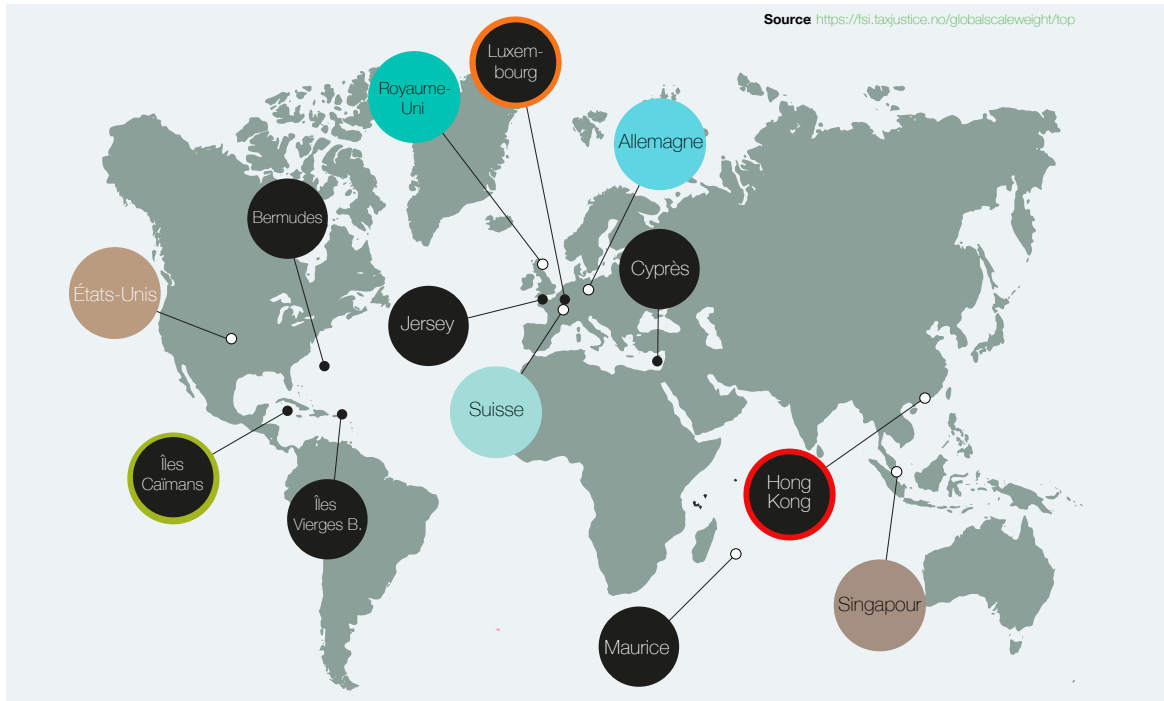 Source https://fsi.taxjustice.no/globalscaleweight/top
Luxem-
bourg
Royaume-
Uni
Allemagne
Bermudes
Cyprès
États-Unis
Jersey
Suisse
Îles
Caïmans
Hong
Kong
Îles
Vierges B.
Singapour
Maurice